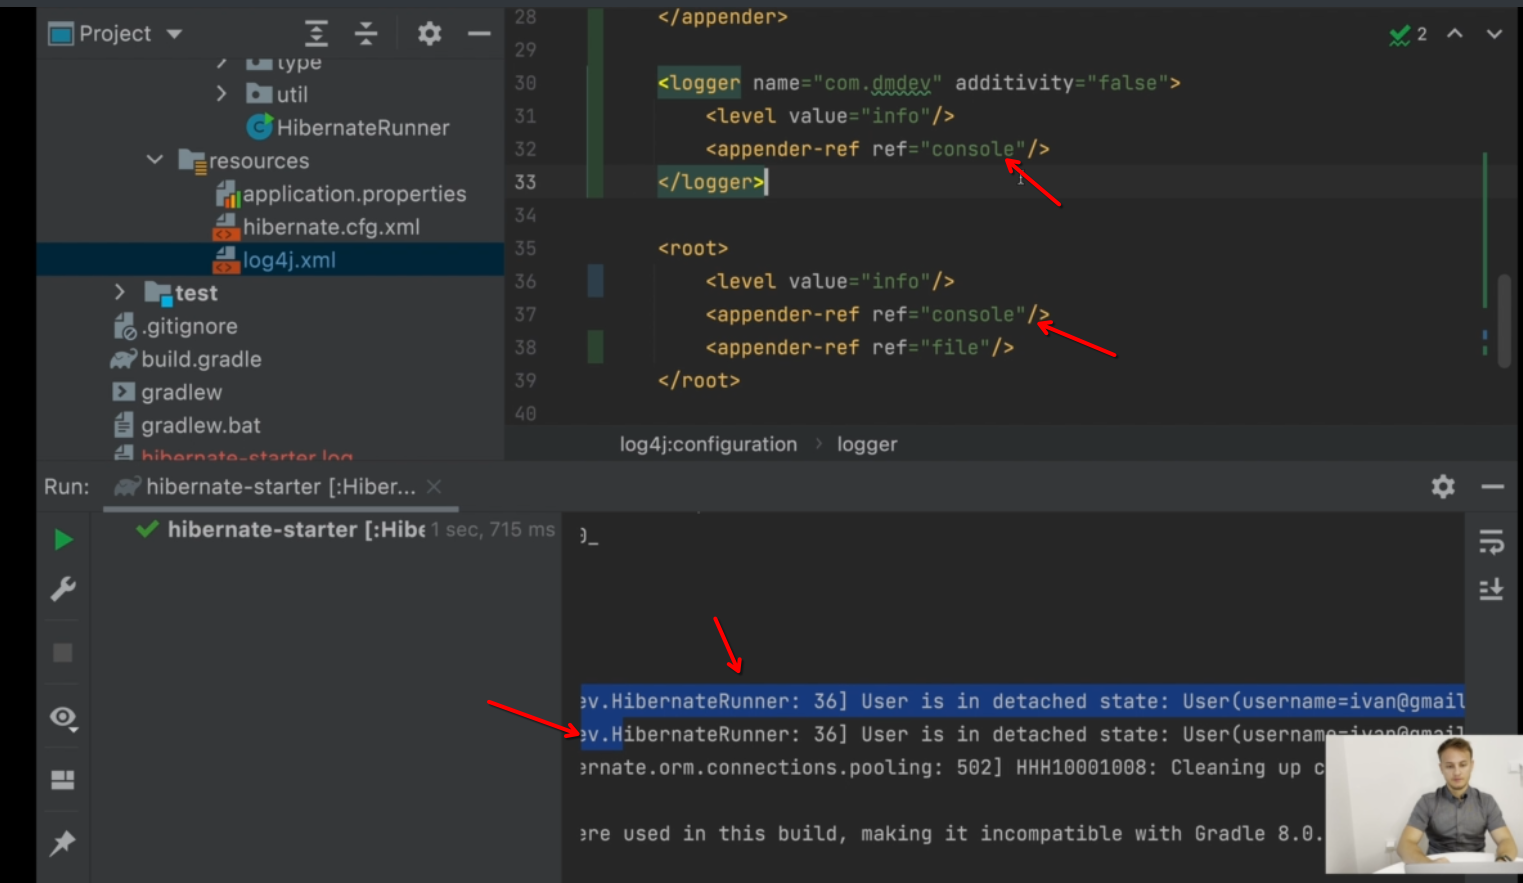 Project
type
util
HibernateRunner
resources
application.properties
hibernate.cfg.xml
log4j.xml
test
.gitignore
build.gradle
gradlew
gradlew.bat
hibernate-starter.log
28 </appender>
29
30 <logger name="com.dmdev" additivity="false">
31 <level value="info"/>
32 <appender-ref ref="console"/>
33 </logger>
34
35 <root>
36 <level value="info"/>
37 <appender-ref ref="console"/>
38 <appender-ref ref="file"/>
39 </root>
40
2
log4j:configuration > logger
Run: hibernate-starter [:Hiber...
hibernate-starter [:Hibe 1 sec, 715 ms
ev.HibernateRunner: 36] User is in detached state: User(username=ivan@gmail
ev.HibernateRunner: 36] User is in detached state: User(username=ivan@gmail
ernate.orm.connections.pooling: 502] HHH10001008: Cleaning up c
ere used in this build, making it incompatible with Gradle 8.0.